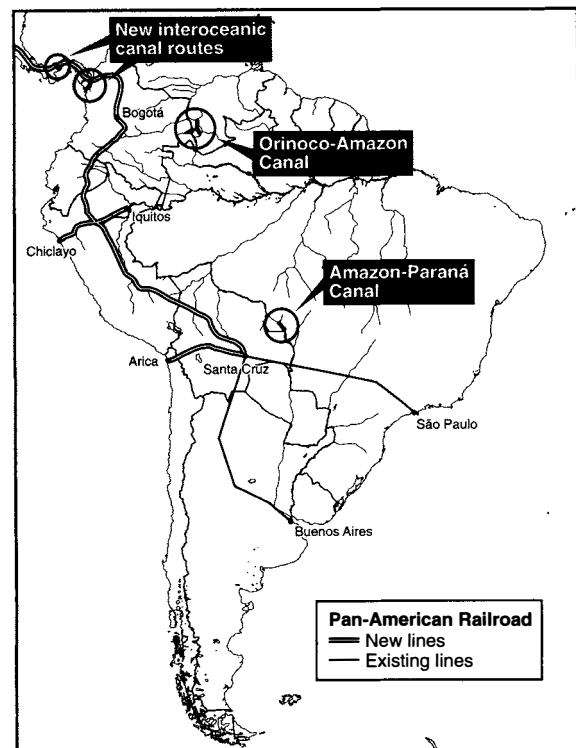 New interoceanic
canal routes
Bogotá
Orinoco-Amazon
Canal
Iquitos
Chiclayo
Amazon-Paraná
Canal
Arica
Santa Cruz
São Paulo
Buenos Aires
Pan-American Railroad
New lines
Existing lines